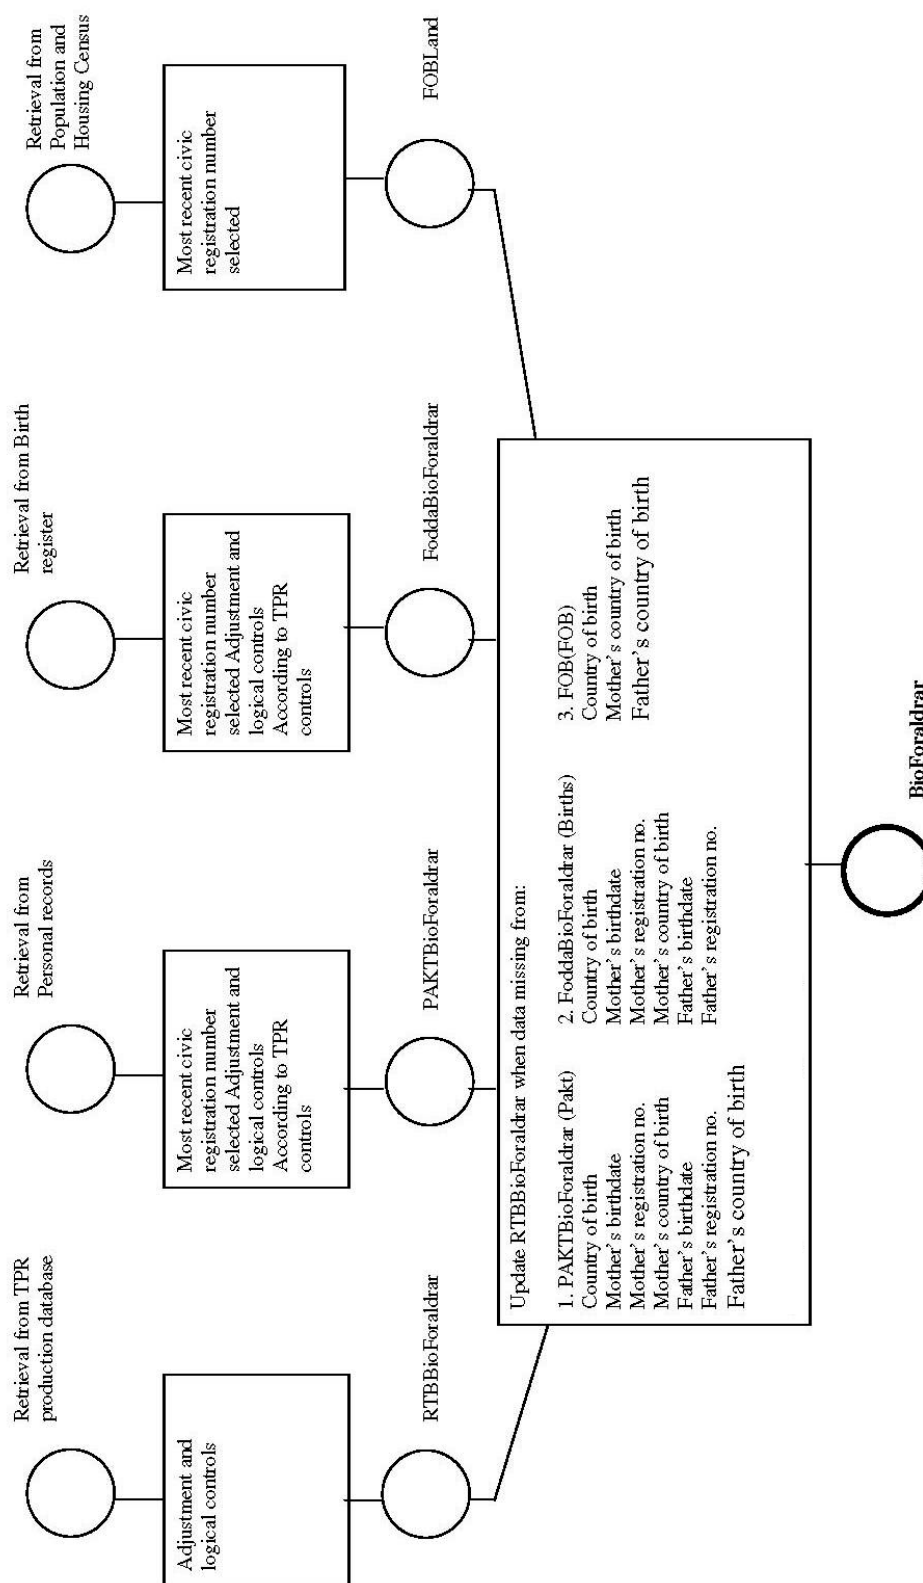 Retrieval from TPR
production database
Retrieval from
Personal records
Retrieval from Birth
register
Retrieval from
Population and
Housing Census
Adjustment and
logical controls
Most recent civic
registration number
selected Adjustment and
logical controls
According to TPR
controls
Most recent civic
registration number
selected Adjustment and
logical controls
According to TPR
controls
Most recent civic
registration number
selected
RTBBioForaldrar
PAKTBioForaldrar
FoddaBioForaldrar
FOBLand
Update RTBBioForaldrar when data missing from:
1. PAKTBioForaldrar (Pakt)
Country of birth
Mother's birthdate
Mother's registration no.
Mother's country of birth
Father's birthdate
Father's registration no.
Father's country of birth
2. FoddaBioForaldrar (Births)
Country of birth
Mother's birthdate
Mother's registration no.
Mother's country of birth
Father's birthdate
Father's registration no.
3. FOB(FOB)
Country of birth
Mother's country of birth
Father's country of birth
BioForaldrar